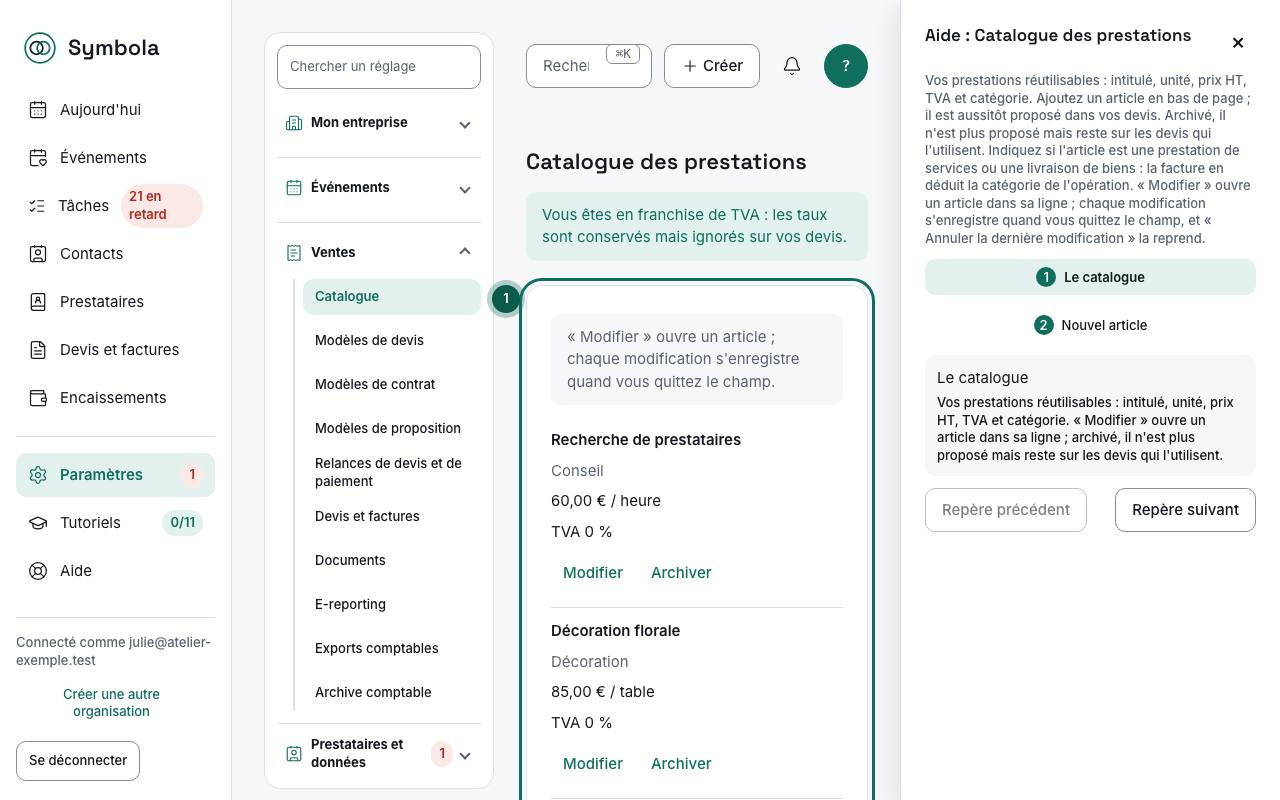 Symbola
Aujourd'hui
Événements
Tâches
21 en
retard
Contacts
Prestataires
Devis et factures
Encaissements
Paramètres
1
Tutoriels
0/11
Aide
Connecté comme julie@atelier-
exemple.test
Créer une autre
organisation
Se déconnecter
Chercher un réglage
Mon entreprise
Événements
Ventes
Catalogue
Modèles de devis
Modèles de contrat
Modèles de proposition
Relances de devis et de
paiement
Devis et factures
Documents
E-reporting
Exports comptables
Archive comptable
Prestataires et
données
1
⌘K
Créer
?
Catalogue des prestations
Vous êtes en franchise de TVA : les taux
sont conservés mais ignorés sur vos devis.
1
« Modifier » ouvre un article ;
chaque modification s'enregistre
quand vous quittez le champ.
Recherche de prestataires
Conseil
60,00 € / heure
TVA 0 %
Modifier Archiver
Décoration florale
Décoration
85,00 € / table
TVA 0 %
Modifier Archiver
Aide : Catalogue des prestations
Vos prestations réutilisables : intitulé, unité, prix HT,
TVA et catégorie. Ajoutez un article en bas de page ;
il est aussitôt proposé dans vos devis. Archivé, il
n'est plus proposé mais reste sur les devis qui
l'utilisent. Indiquez si l'article est une prestation de
services ou une livraison de biens : la facture en
déduit la catégorie de l'opération. « Modifier » ouvre
un article dans sa ligne ; chaque modification
s'enregistre quand vous quittez le champ, et «
Annuler la dernière modification » la reprend.
1 Le catalogue
2 Nouvel article
Le catalogue
Vos prestations réutilisables : intitulé, unité, prix
HT, TVA et catégorie. « Modifier » ouvre un
article dans sa ligne ; archivé, il n'est plus
proposé mais reste sur les devis qui l'utilisent.
Repère précédent
Repère suivant